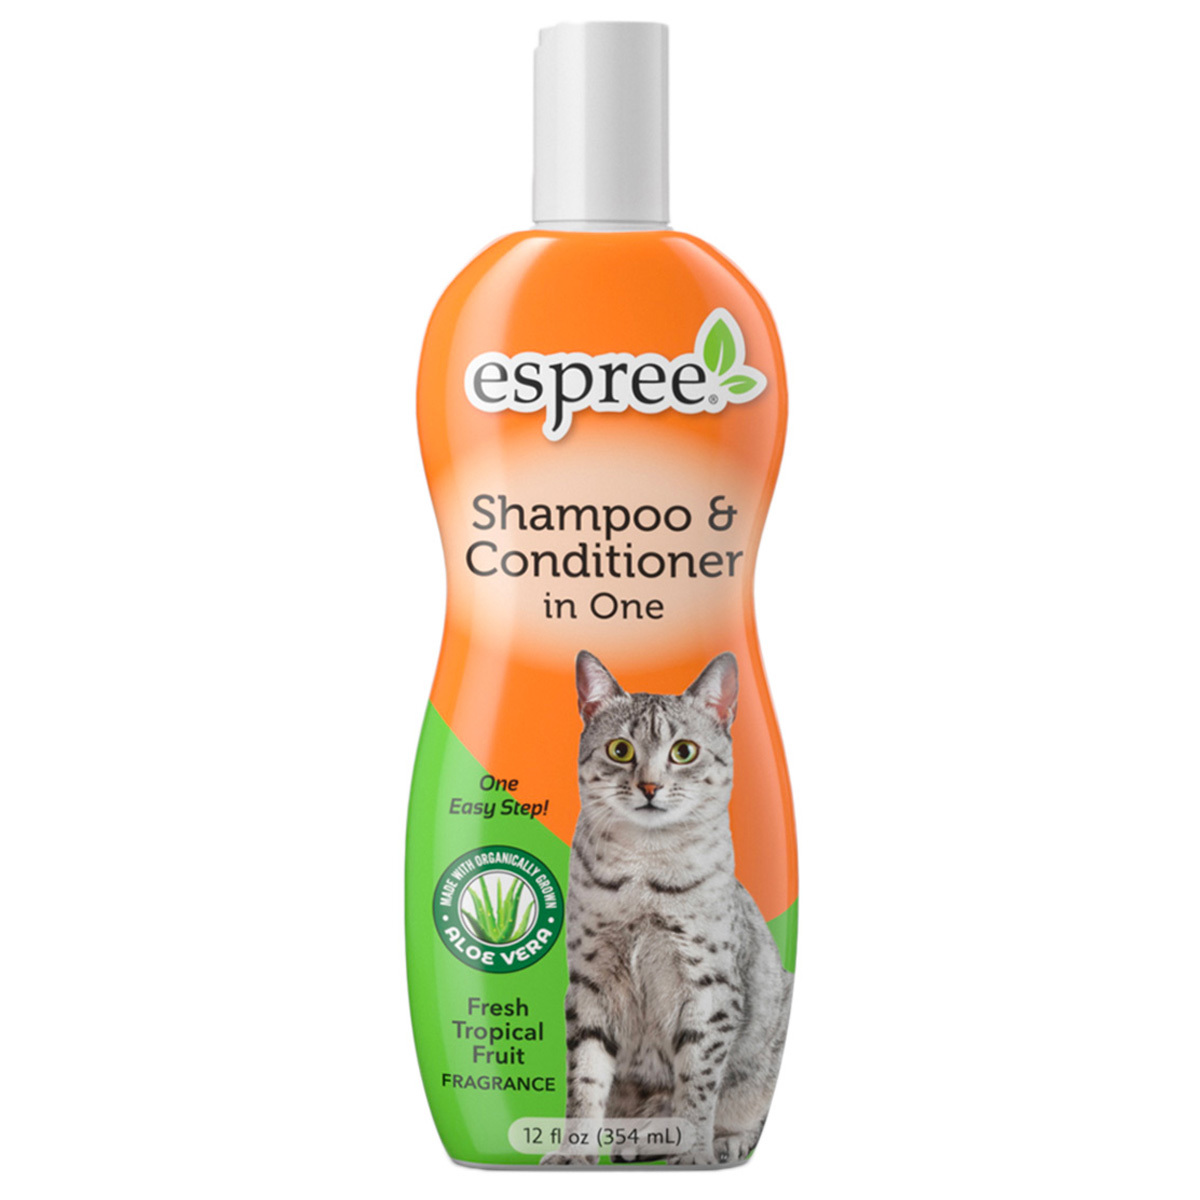 espree®
Shampoo &
Conditioner
in One
One
Easy Step!
MADE WITH ORGANICALLY GROWN
• ALOE VERA •
Fresh
Tropical
Fruit
FRAGRANCE
12 fl oz (354 mL)